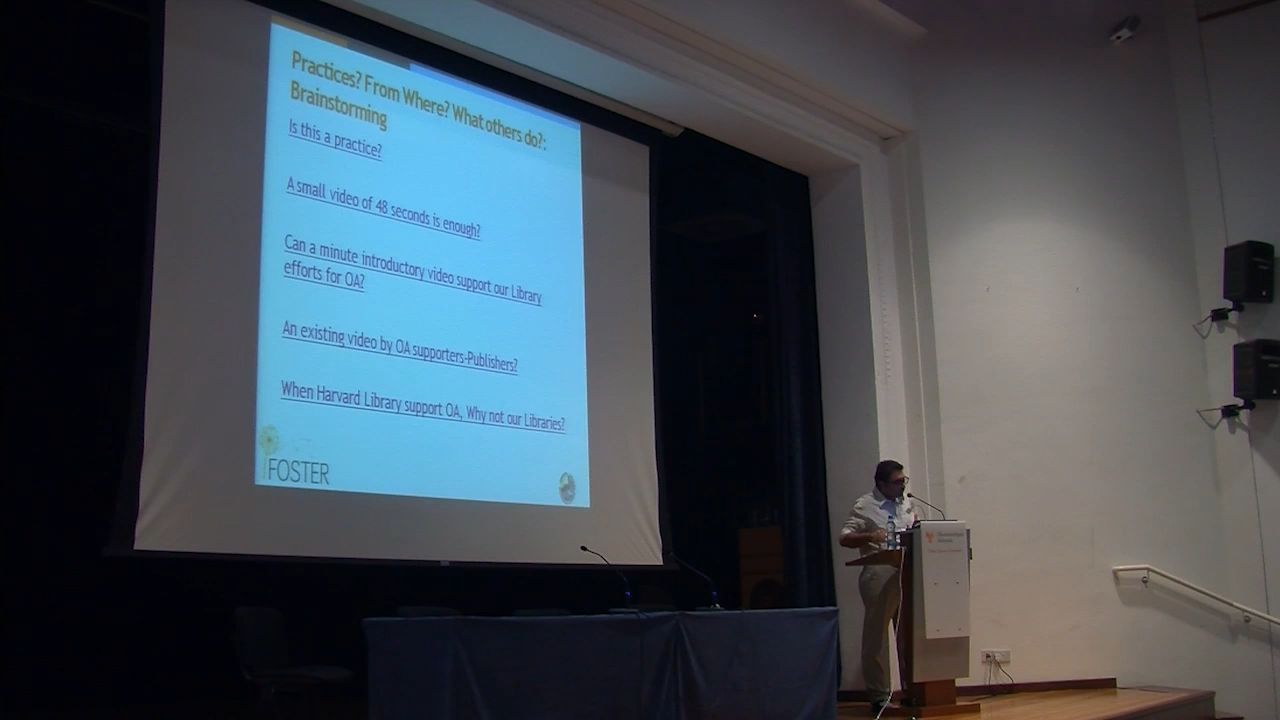 Practices? From Where? What others do?:
Brainstorming
Is this a practice?
A small video of 48 seconds is enough?
Can a minute introductory video support our Library
efforts for OA?
An existing video by OA supporters-Publishers?
When Harvard Library support OA, Why not our Libraries?
FOSTER